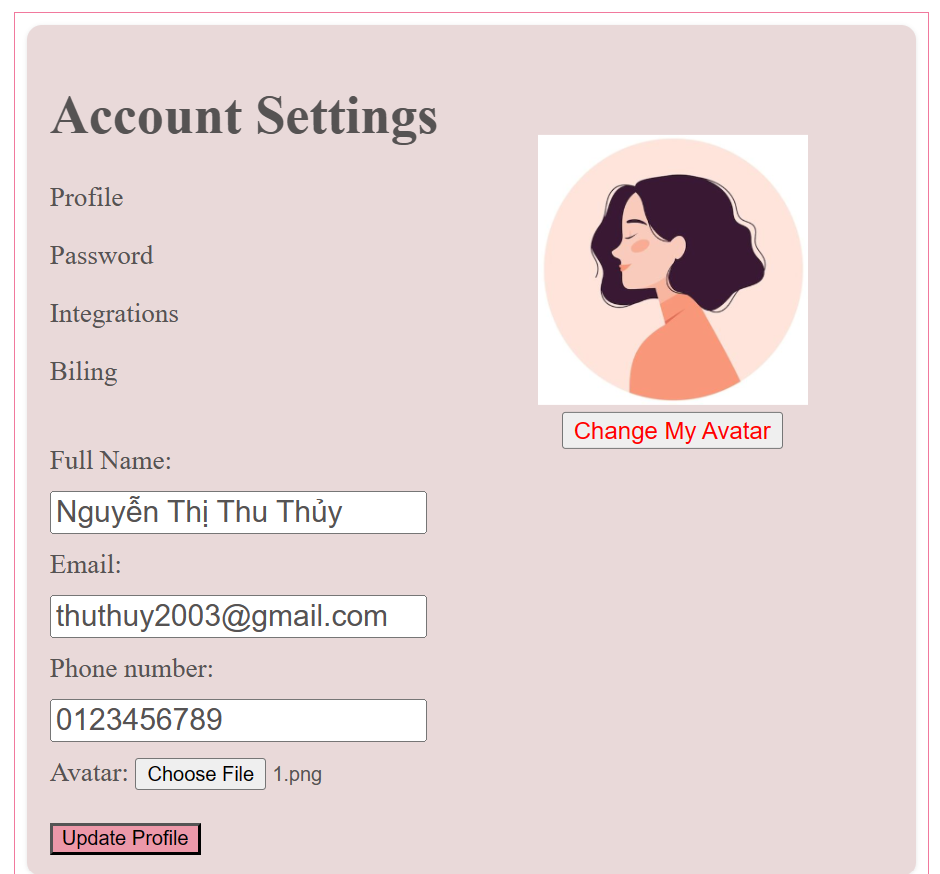 Account Settings
Profile
Password
Integrations
Biling
Change My Avatar
Full Name:
Nguyễn Thị Thu Thủy
Email:
thuthuy2003@gmail.com
Phone number:
0123456789
Avatar: Choose File 1.png
Update Profile